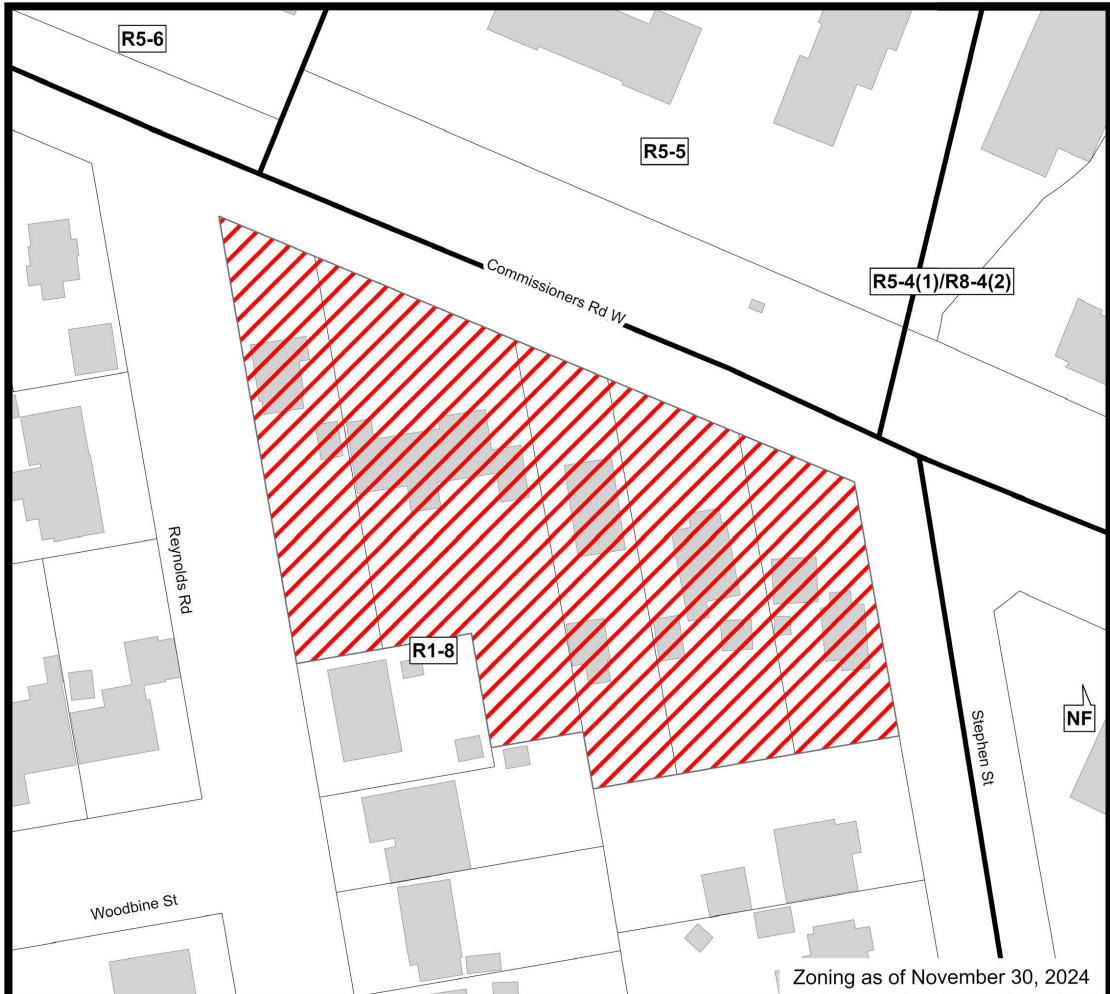 R5-6
R5-5
Commissioners Rd W
R5-4(1)/R8-4(2)
Reynolds Rd
R1-8
NF
Stephen St
Woodbine St
Zoning as of November 30, 2024